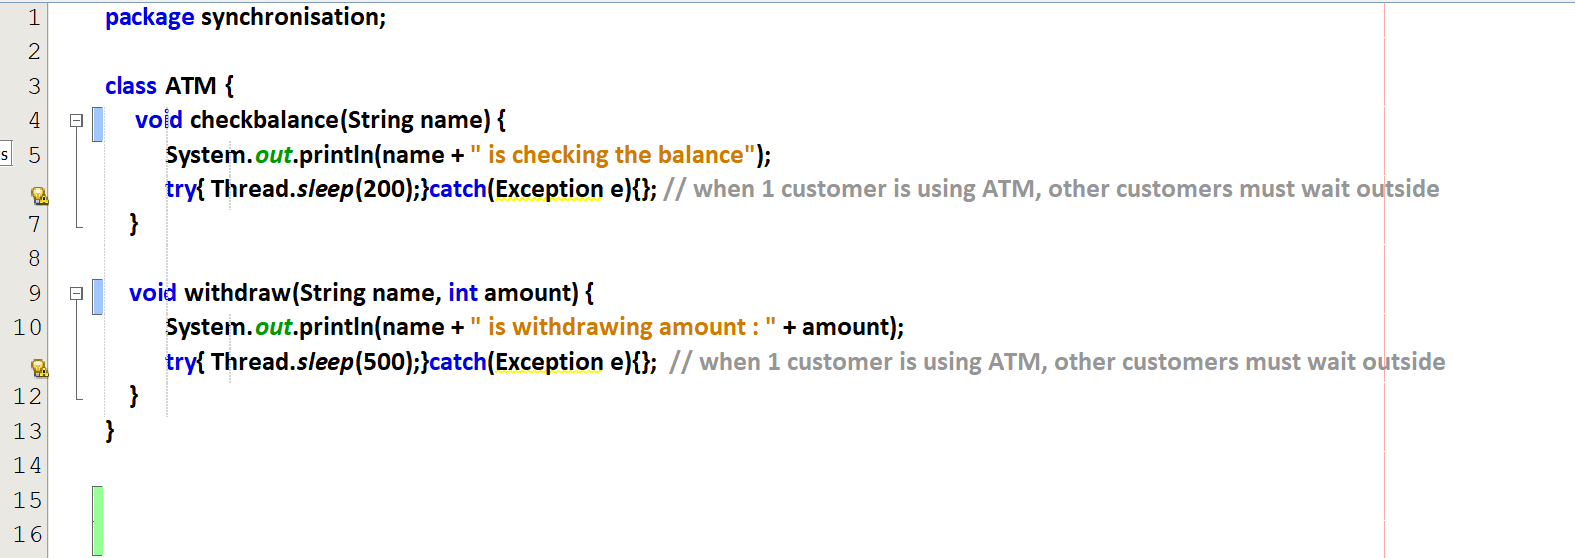 1 package synchronisation;
2
3 class ATM {
4 void checkbalance(String name) {
s 5 System.out.println(name + " is checking the balance");
try{ Thread.sleep(200);}catch(Exception e){}; // when 1 customer is using ATM, other customers must wait outside
7 }
8
9 void withdraw(String name, int amount) {
10 System.out.println(name + " is withdrawing amount : " + amount);
try{ Thread.sleep(500);}catch(Exception e){};  // when 1 customer is using ATM, other customers must wait outside
12 }
13 }
14
15
16